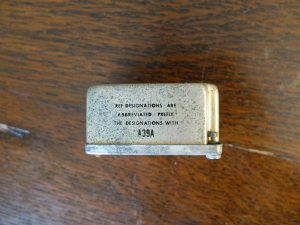 REF DESIGNATIONS ARE
ABBREVIATED PREFIX
THE DESIGNATIONS WITH
A39A